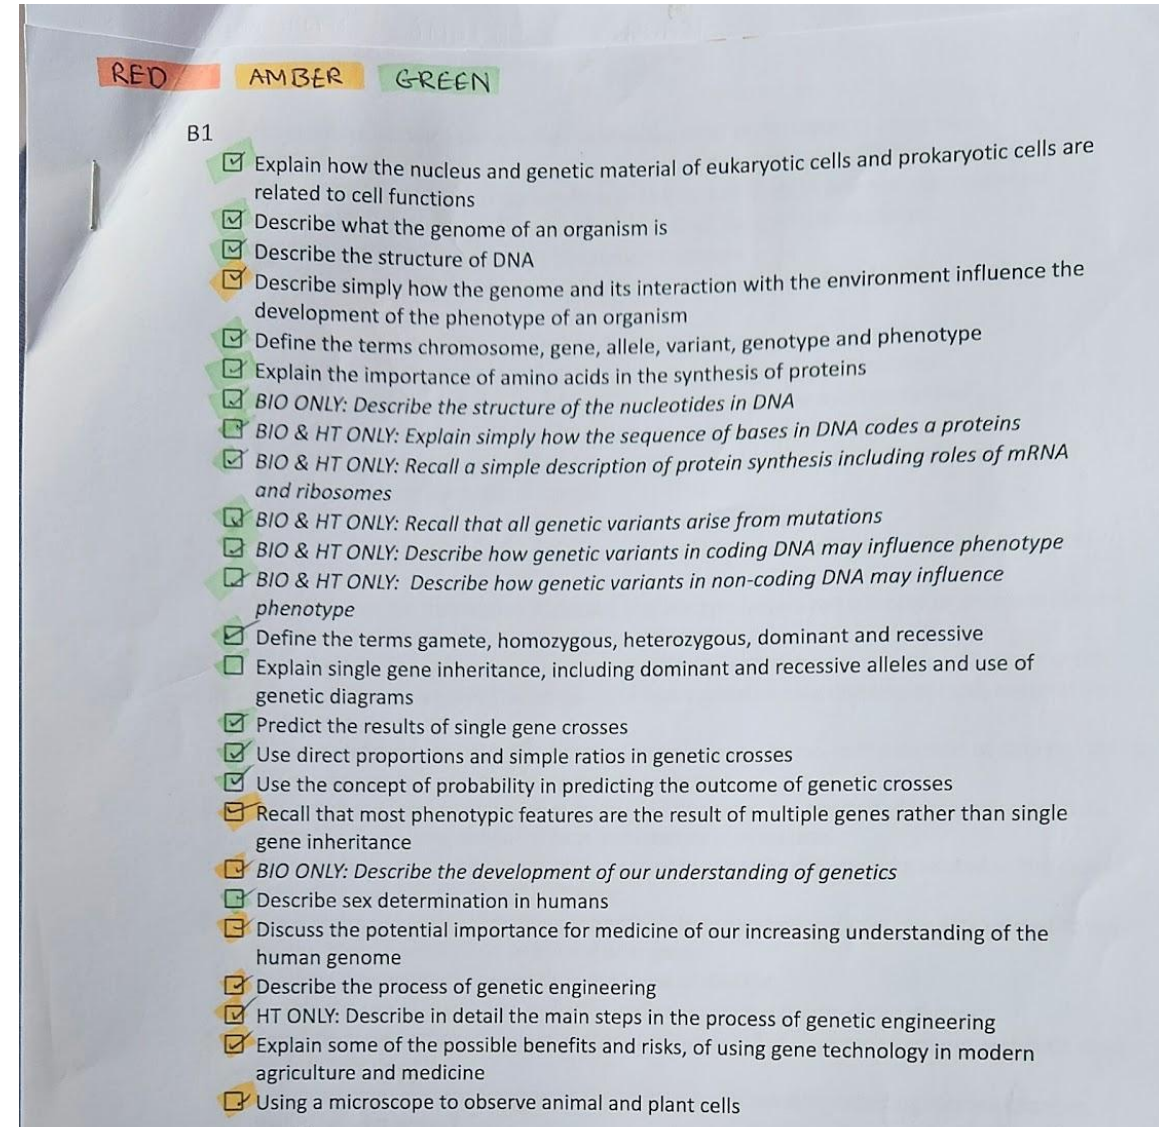 RED AMBER GREEN
B1
Explain how the nucleus and genetic material of eukaryotic cells and prokaryotic cells are
related to cell functions
Describe what the genome of an organism is
Describe the structure of DNA
Describe simply how the genome and its interaction with the environment influence the
development of the phenotype of an organism
Define the terms chromosome, gene, allele, variant, genotype and phenotype
Explain the importance of amino acids in the synthesis of proteins
BIO ONLY: Describe the structure of the nucleotides in DNA
BIO & HT ONLY: Explain simply how the sequence of bases in DNA codes a proteins
BIO & HT ONLY: Recall a simple description of protein synthesis including roles of mRNA
and ribosomes
BIO & HT ONLY: Recall that all genetic variants arise from mutations
BIO & HT ONLY: Describe how genetic variants in coding DNA may influence phenotype
BIO & HT ONLY: Describe how genetic variants in non-coding DNA may influence
phenotype
Define the terms gamete, homozygous, heterozygous, dominant and recessive
Explain single gene inheritance, including dominant and recessive alleles and use of
genetic diagrams
Predict the results of single gene crosses
Use direct proportions and simple ratios in genetic crosses
Use the concept of probability in predicting the outcome of genetic crosses
Recall that most phenotypic features are the result of multiple genes rather than single
gene inheritance
BIO ONLY: Describe the development of our understanding of genetics
Describe sex determination in humans
Discuss the potential importance for medicine of our increasing understanding of the
human genome
Describe the process of genetic engineering
HT ONLY: Describe in detail the main steps in the process of genetic engineering
Explain some of the possible benefits and risks, of using gene technology in modern
agriculture and medicine
Using a microscope to observe animal and plant cells